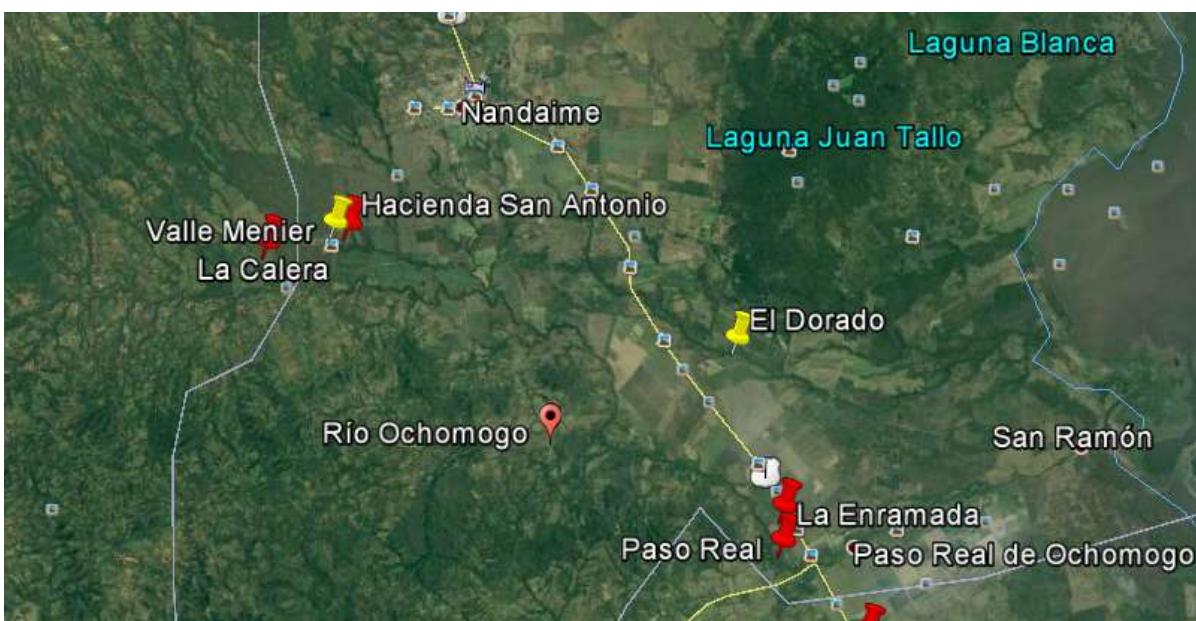 Laguna Blanca
Nandaime
Laguna Juan Tallo
Hacienda San Antonio
Valle Menier
La Calera
El Dorado
Río Ochomogo
San Ramón
La Enramada
Paso Real
Paso Real de Ochomogo